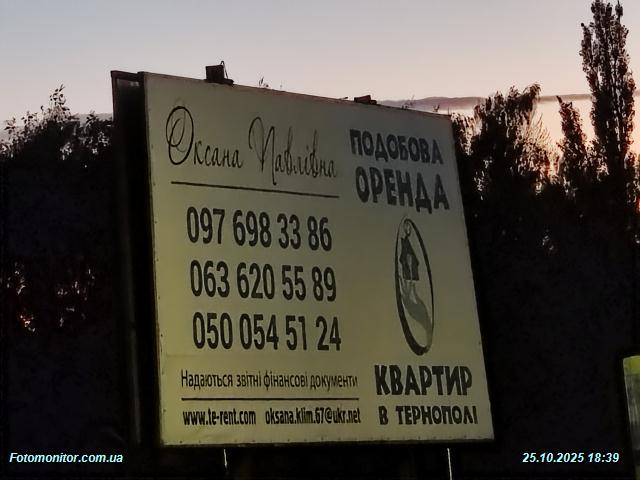 Оксана Павлівна
097 698 33 86
063 620 55 89
050 054 51 24
Надаються звітні фінансові документи
www.te-rent.com oksana.klim.67@ukr.net
ПОДОБОВА
ОРЕНДА
КВАРТИР
В ТЕРНОПОЛІ
Fotomonitor.com.ua
25.10.2025 18:39